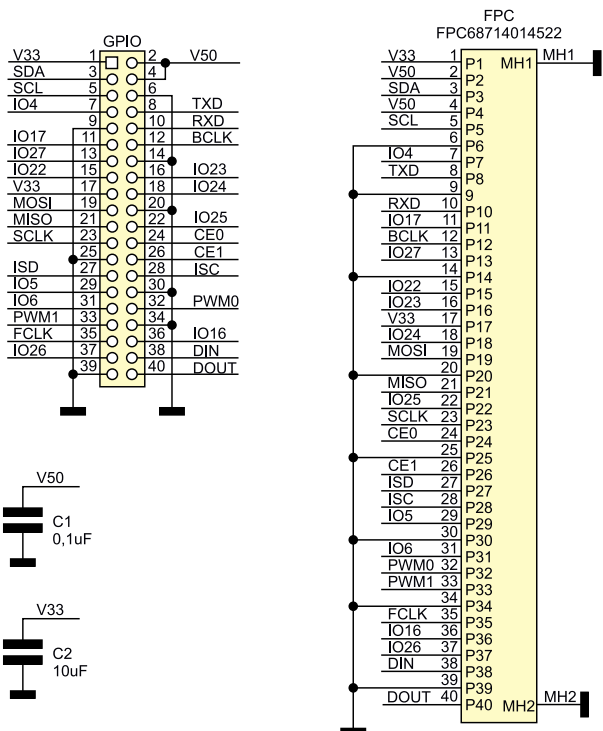 GPIO
V33 1 2 V50
SDA 3 4
SCL 5 6
IO4 7 8 TXD
9 10 RXD
IO17 11 12 BCLK
IO27 13 14
IO22 15 16 IO23
V33 17 18 IO24
MOSI 19 20
MISO 21 22 IO25
SCLK 23 24 CE0
25 26 CE1
ISD 27 28 ISC
IO5 29 30
IO6 31 32 PWM0
PWM1 33 34
FCLK 35 36 IO16
IO26 37 38 DIN
39 40 DOUT
V50
C1
0,1uF
V33
C2
10uF
FPC
FPC68714014522
V33 1 P1 MH1 MH1
V50 2 P2
SDA 3 P3
V50 4 P4
SCL 5 P5
6 P6
IO4 7 P7
TXD 8 P8
9 9
RXD 10 P10
IO17 11 P11
BCLK 12 P12
IO27 13 P13
14 P14
IO22 15 P15
IO23 16 P16
V33 17 P17
IO24 18 P18
MOSI 19 P19
20 P20
MISO 21 P21
IO25 22 P22
SCLK 23 P23
CE0 24 P24
25 P25
CE1 26 P26
ISD 27 P27
ISC 28 P28
IO5 29 P29
30 P30
IO6 31 P31
PWM0 32 P32
PWM1 33 P33
34 P34
FCLK 35 P35
IO16 36 P36
IO26 37 P37
DIN 38 P38
39 P39
DOUT 40 P40 MH2 MH2